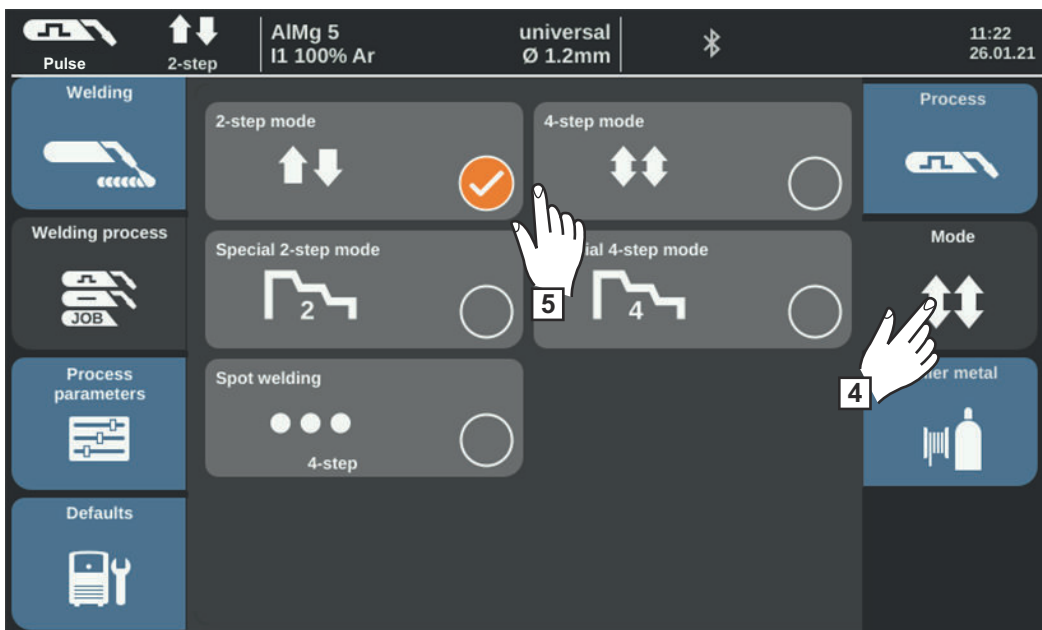 Pulse
2-step
AlMg 5
I1 100% Ar
universal
Ø 1.2mm
11:22
26.01.21
Welding
Welding process
JOB
Process
parameters
Defaults
2-step mode
4-step mode
Special 2-step mode
2
4-step mode
4
Spot welding
4-step
5
Process
Mode
4
metal